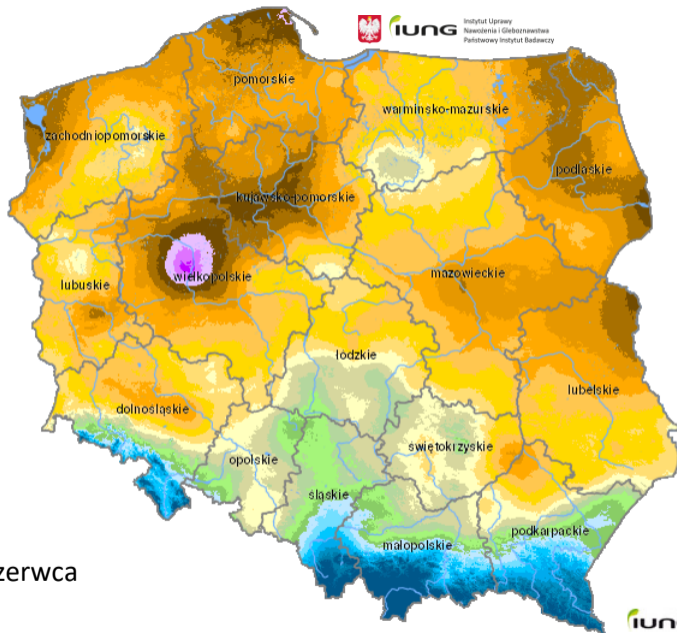 IUNG
Instytut Uprawy
Nawożenia i Gleboznawstwa
Państwowy Instytut Badawczy
pomorskie
warmińsko-mazurskie
zachodniopomorskie
podlaskie
kujawsko-pomorskie
wielkopolskie
mazowieckie
lubuskie
łódzkie
lubelskie
dolnośląskie
świętokrzyskie
opolskie
śląskie
podkarpackie
małopolskie
zerwca
IUNG